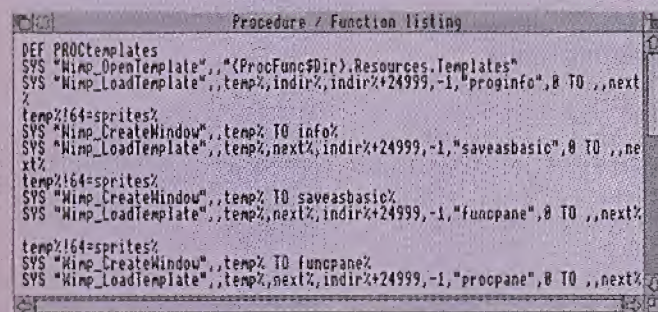 Procedure / Function listing
DEF PROCtemplates
SYS "Wimp_OpenTemplate",,"<ProcFunc$Dir>.Resources.Templates"
SYS "Wimp_LoadTemplate",,temp%,indir%,indir%+24999,-1,"proginfo",0 TO ,,next
%
temp%!64=sprites%
SYS "Wimp_CreateWindow",,temp% TO info%
SYS "Wimp_LoadTemplate",,temp%,next%,indir%+24999,-1,"saveasbasic",0 TO ,,ne
xt%
temp%!64=sprites%
SYS "Wimp_CreateWindow",,temp% TO saveasbasic%
SYS "Wimp_LoadTemplate",,temp%,next%,indir%+24999,-1,"funcpane",0 TO ,,next%
temp%!64=sprites%
SYS "Wimp_CreateWindow",,temp% TO funcpane%
SYS "Wimp_LoadTemplate",,temp%,next%,indir%+24999,-1,"procpane",0 TO ,,next%